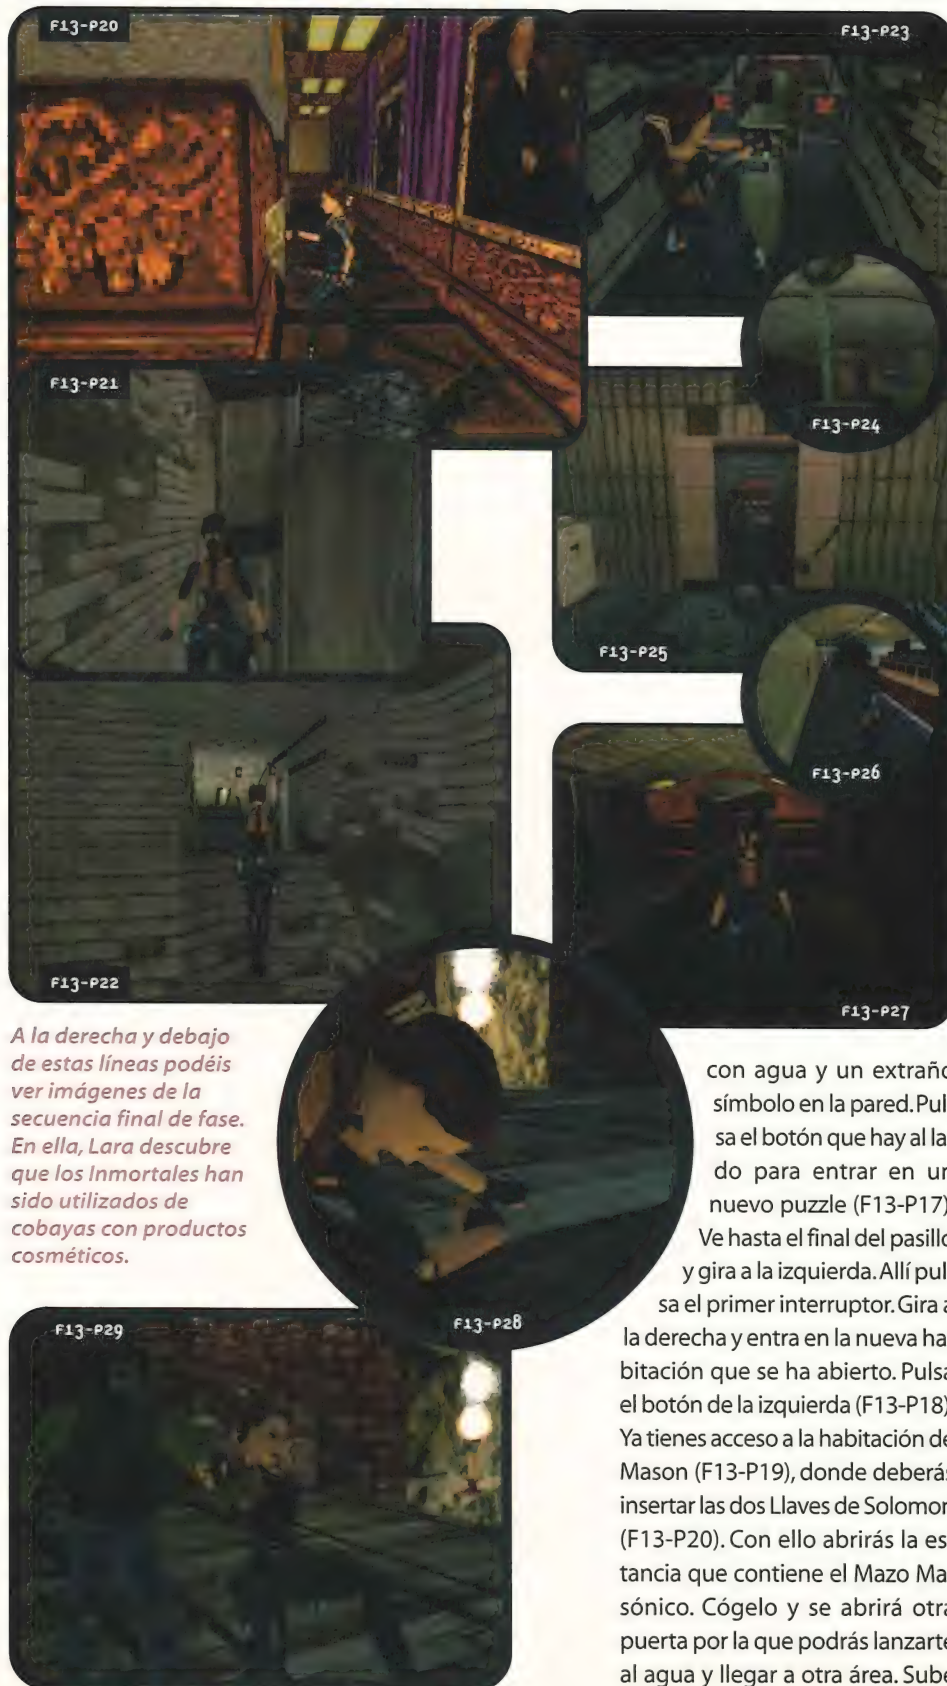 F13-P20
F13-P23
F13-P21
F13-P24
F13-P25
F13-P26
F13-P22
F13-P27
A la derecha y debajo
de estas líneas podéis
ver imágenes de la
secuencia final de fase.
En ella, Lara descubre
que los Inmortales han
sido utilizados de
cobayas con productos
cosméticos.
F13-P28
F13-P29
con agua y un extraño
símbolo en la pared. Pul
sa el botón que hay al la
do para entrar en un
nuevo puzzle (F13-P17)
Ve hasta el final del pasillo
y gira a la izquierda. Allí pul
sa el primer interruptor. Gira a
la derecha y entra en la nueva ha
bitación que se ha abierto. Pulsa
el botón de la izquierda (F13-P18)
Ya tienes acceso a la habitación de
Mason (F13-P19), donde deberás
insertar las dos Llaves de Solomon
(F13-P20). Con ello abrirás la es
tancia que contiene el Mazo Ma
sónico. Cógelo y se abrirá otra
puerta por la que podrás lanzarte
al agua y llegar a otra área. Sube